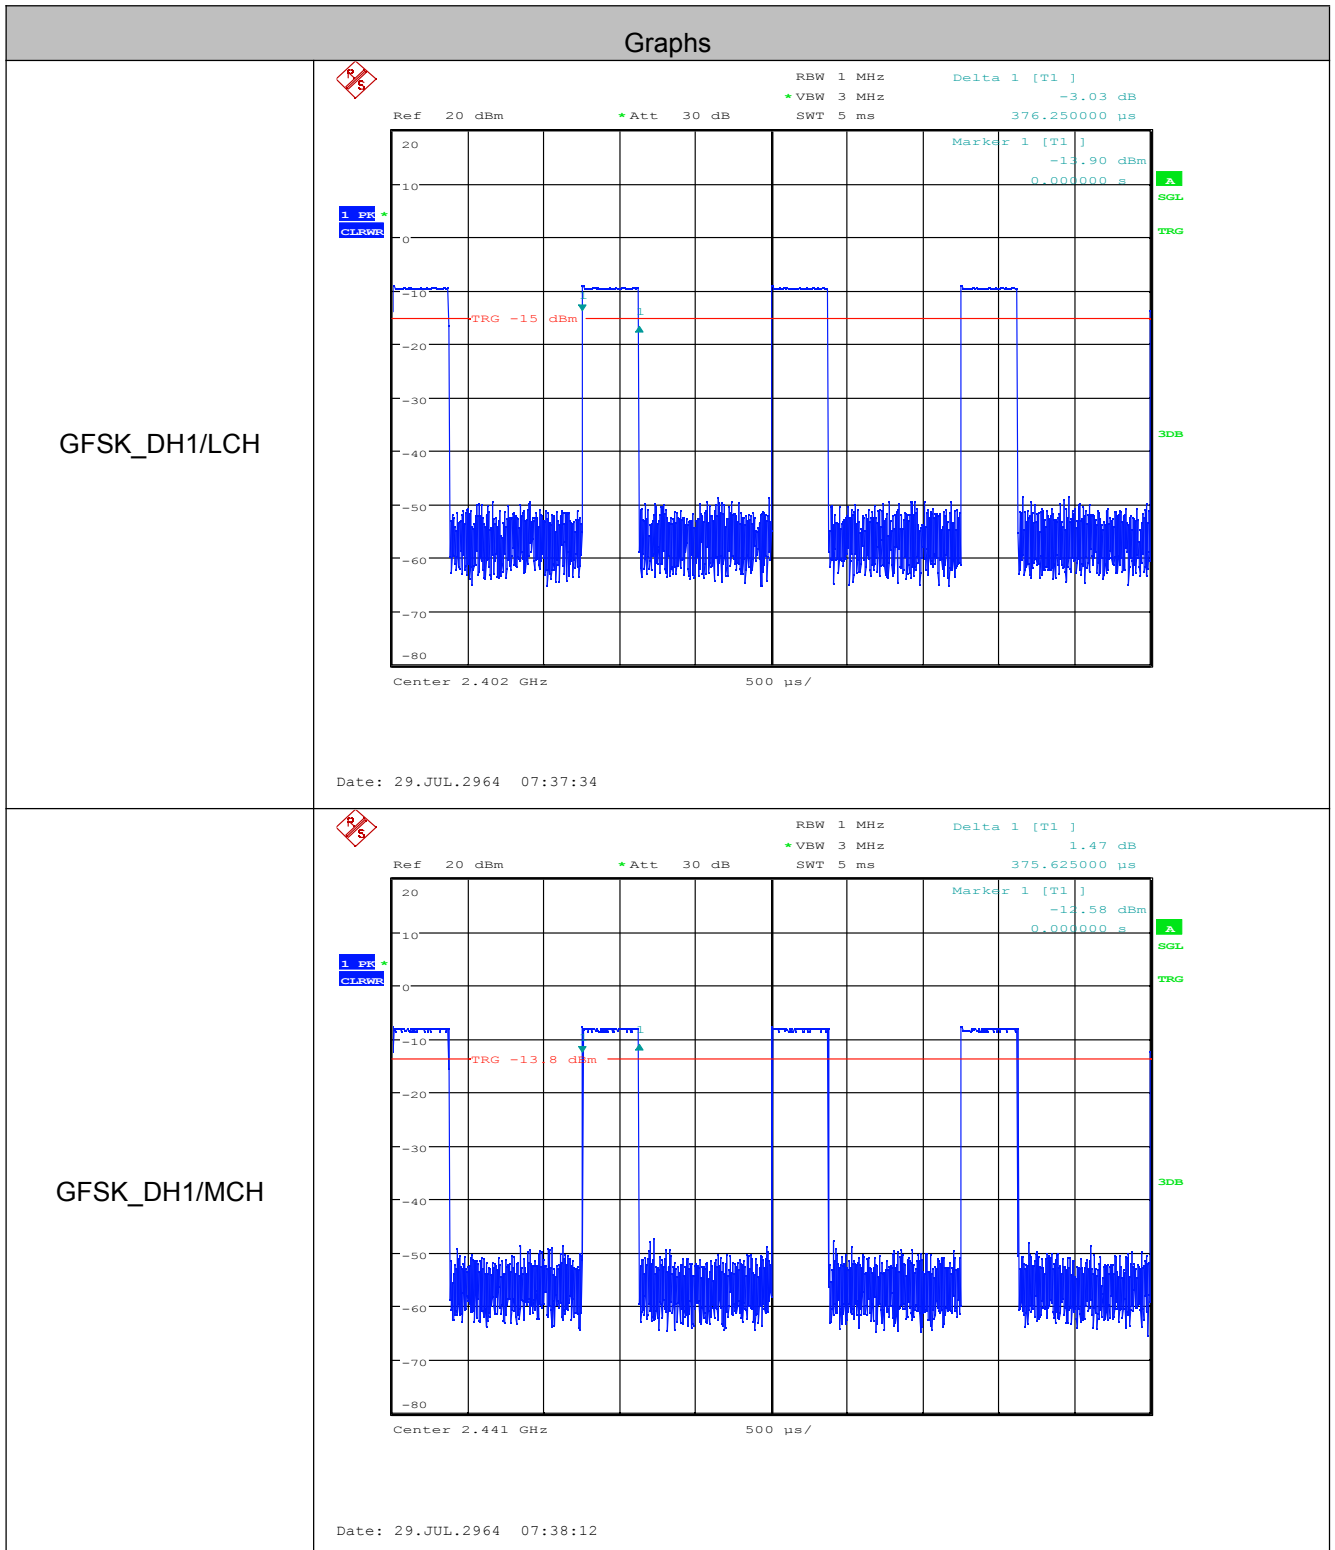 Graphs
GFSK_DH1/LCH
R S
RBW 1 MHz
Delta 1 [T1 ]
* VBW 3 MHz
-3.03 dB
Ref 20 dBm
* Att 30 dB
SWT 5 ms
376.250000 µs
20
Marker 1 [T1 ]
-13.90 dBm
0.000000 s
A
10
SGL
1 PK *
CLRWR
TRG
0
-10
1
1
TRG -15 dBm
-20
-30
3DB
-40
-50
-60
-70
-80
Center 2.402 GHz
500 µs/
Date: 29.JUL.2964 07:37:34
GFSK_DH1/MCH
R S
RBW 1 MHz
Delta 1 [T1 ]
* VBW 3 MHz
1.47 dB
Ref 20 dBm
* Att 30 dB
SWT 5 ms
375.625000 µs
20
Marker 1 [T1 ]
-12.58 dBm
0.000000 s
A
10
SGL
1 PK *
CLRWR
TRG
0
1
-10
TRG -13.8 dBm
-20
-30
3DB
-40
-50
-60
-70
-80
Center 2.441 GHz
500 µs/
Date: 29.JUL.2964 07:38:12